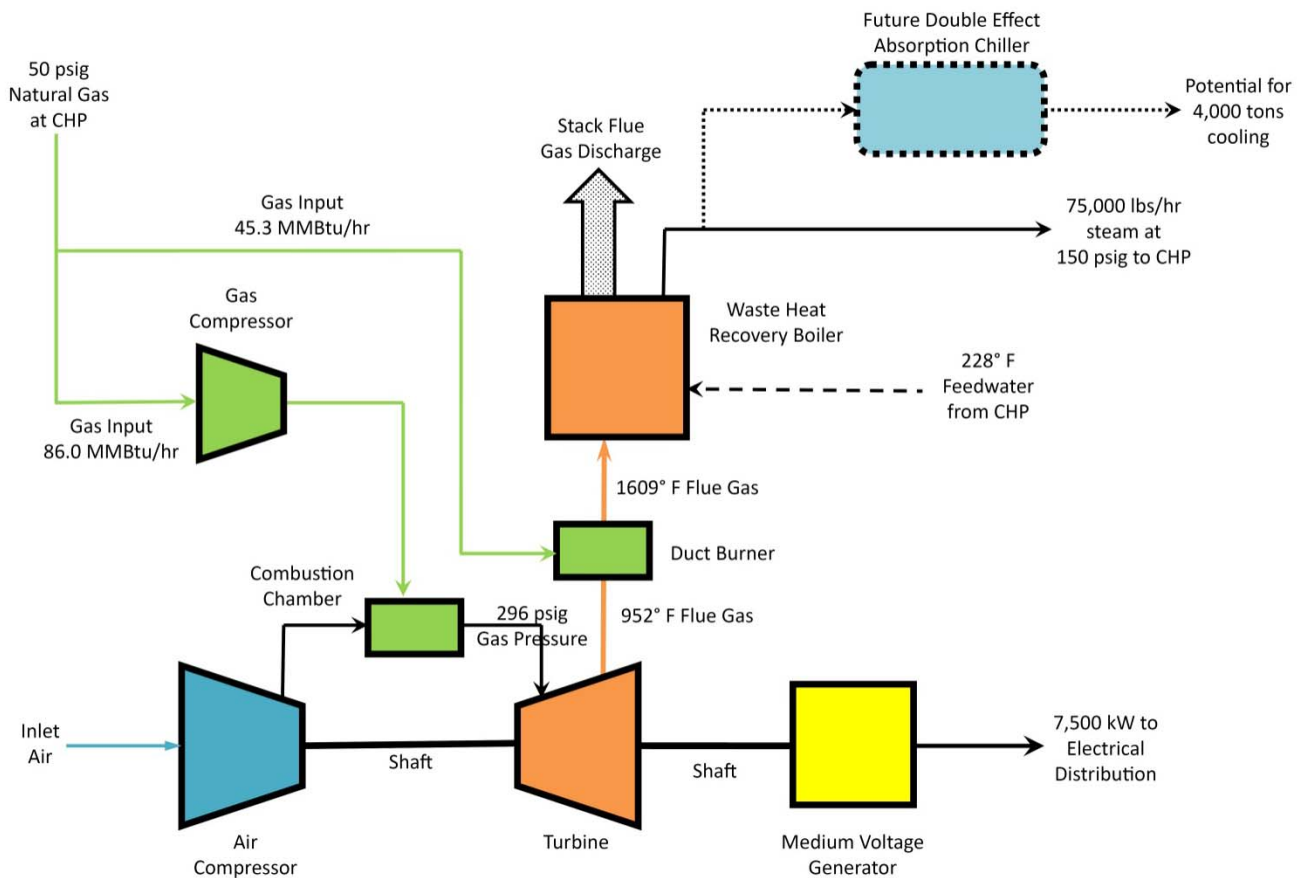 Future Double Effect
Absorption Chiller
50 psig
Natural Gas
at CHP
Potential for
4,000 tons
cooling
Stack Flue
Gas Discharge
Gas Input
45.3 MMBtu/hr
75,000 lbs/hr
steam at
150 psig to CHP
Gas
Compressor
Waste Heat
Recovery Boiler
228° F
Feedwater
from CHP
Gas Input
86.0 MMBtu/hr
1609° F Flue Gas
Duct Burner
Combustion
Chamber
296 psig
Gas Pressure
952° F Flue Gas
Inlet
Air
Shaft
Shaft
7,500 kW to
Electrical
Distribution
Air
Compressor
Turbine
Medium Voltage
Generator